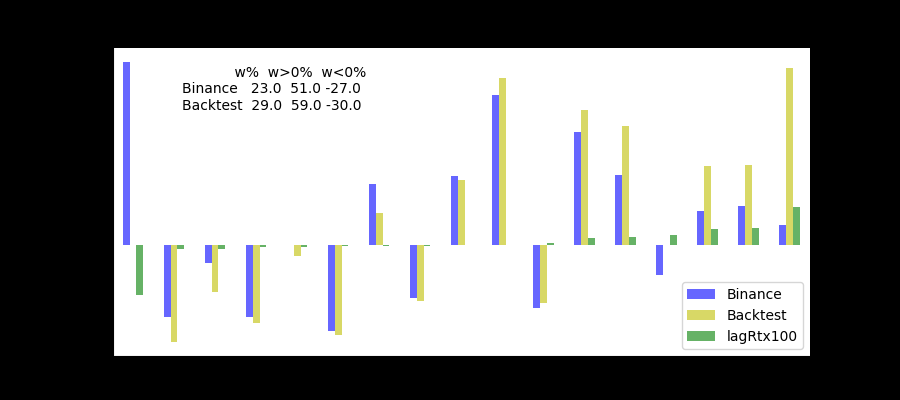 w% w>0% w<0%
Binance 23.0 51.0 -27.0
Backtest 29.0 59.0 -30.0
Binance
Backtest
lagRtx100